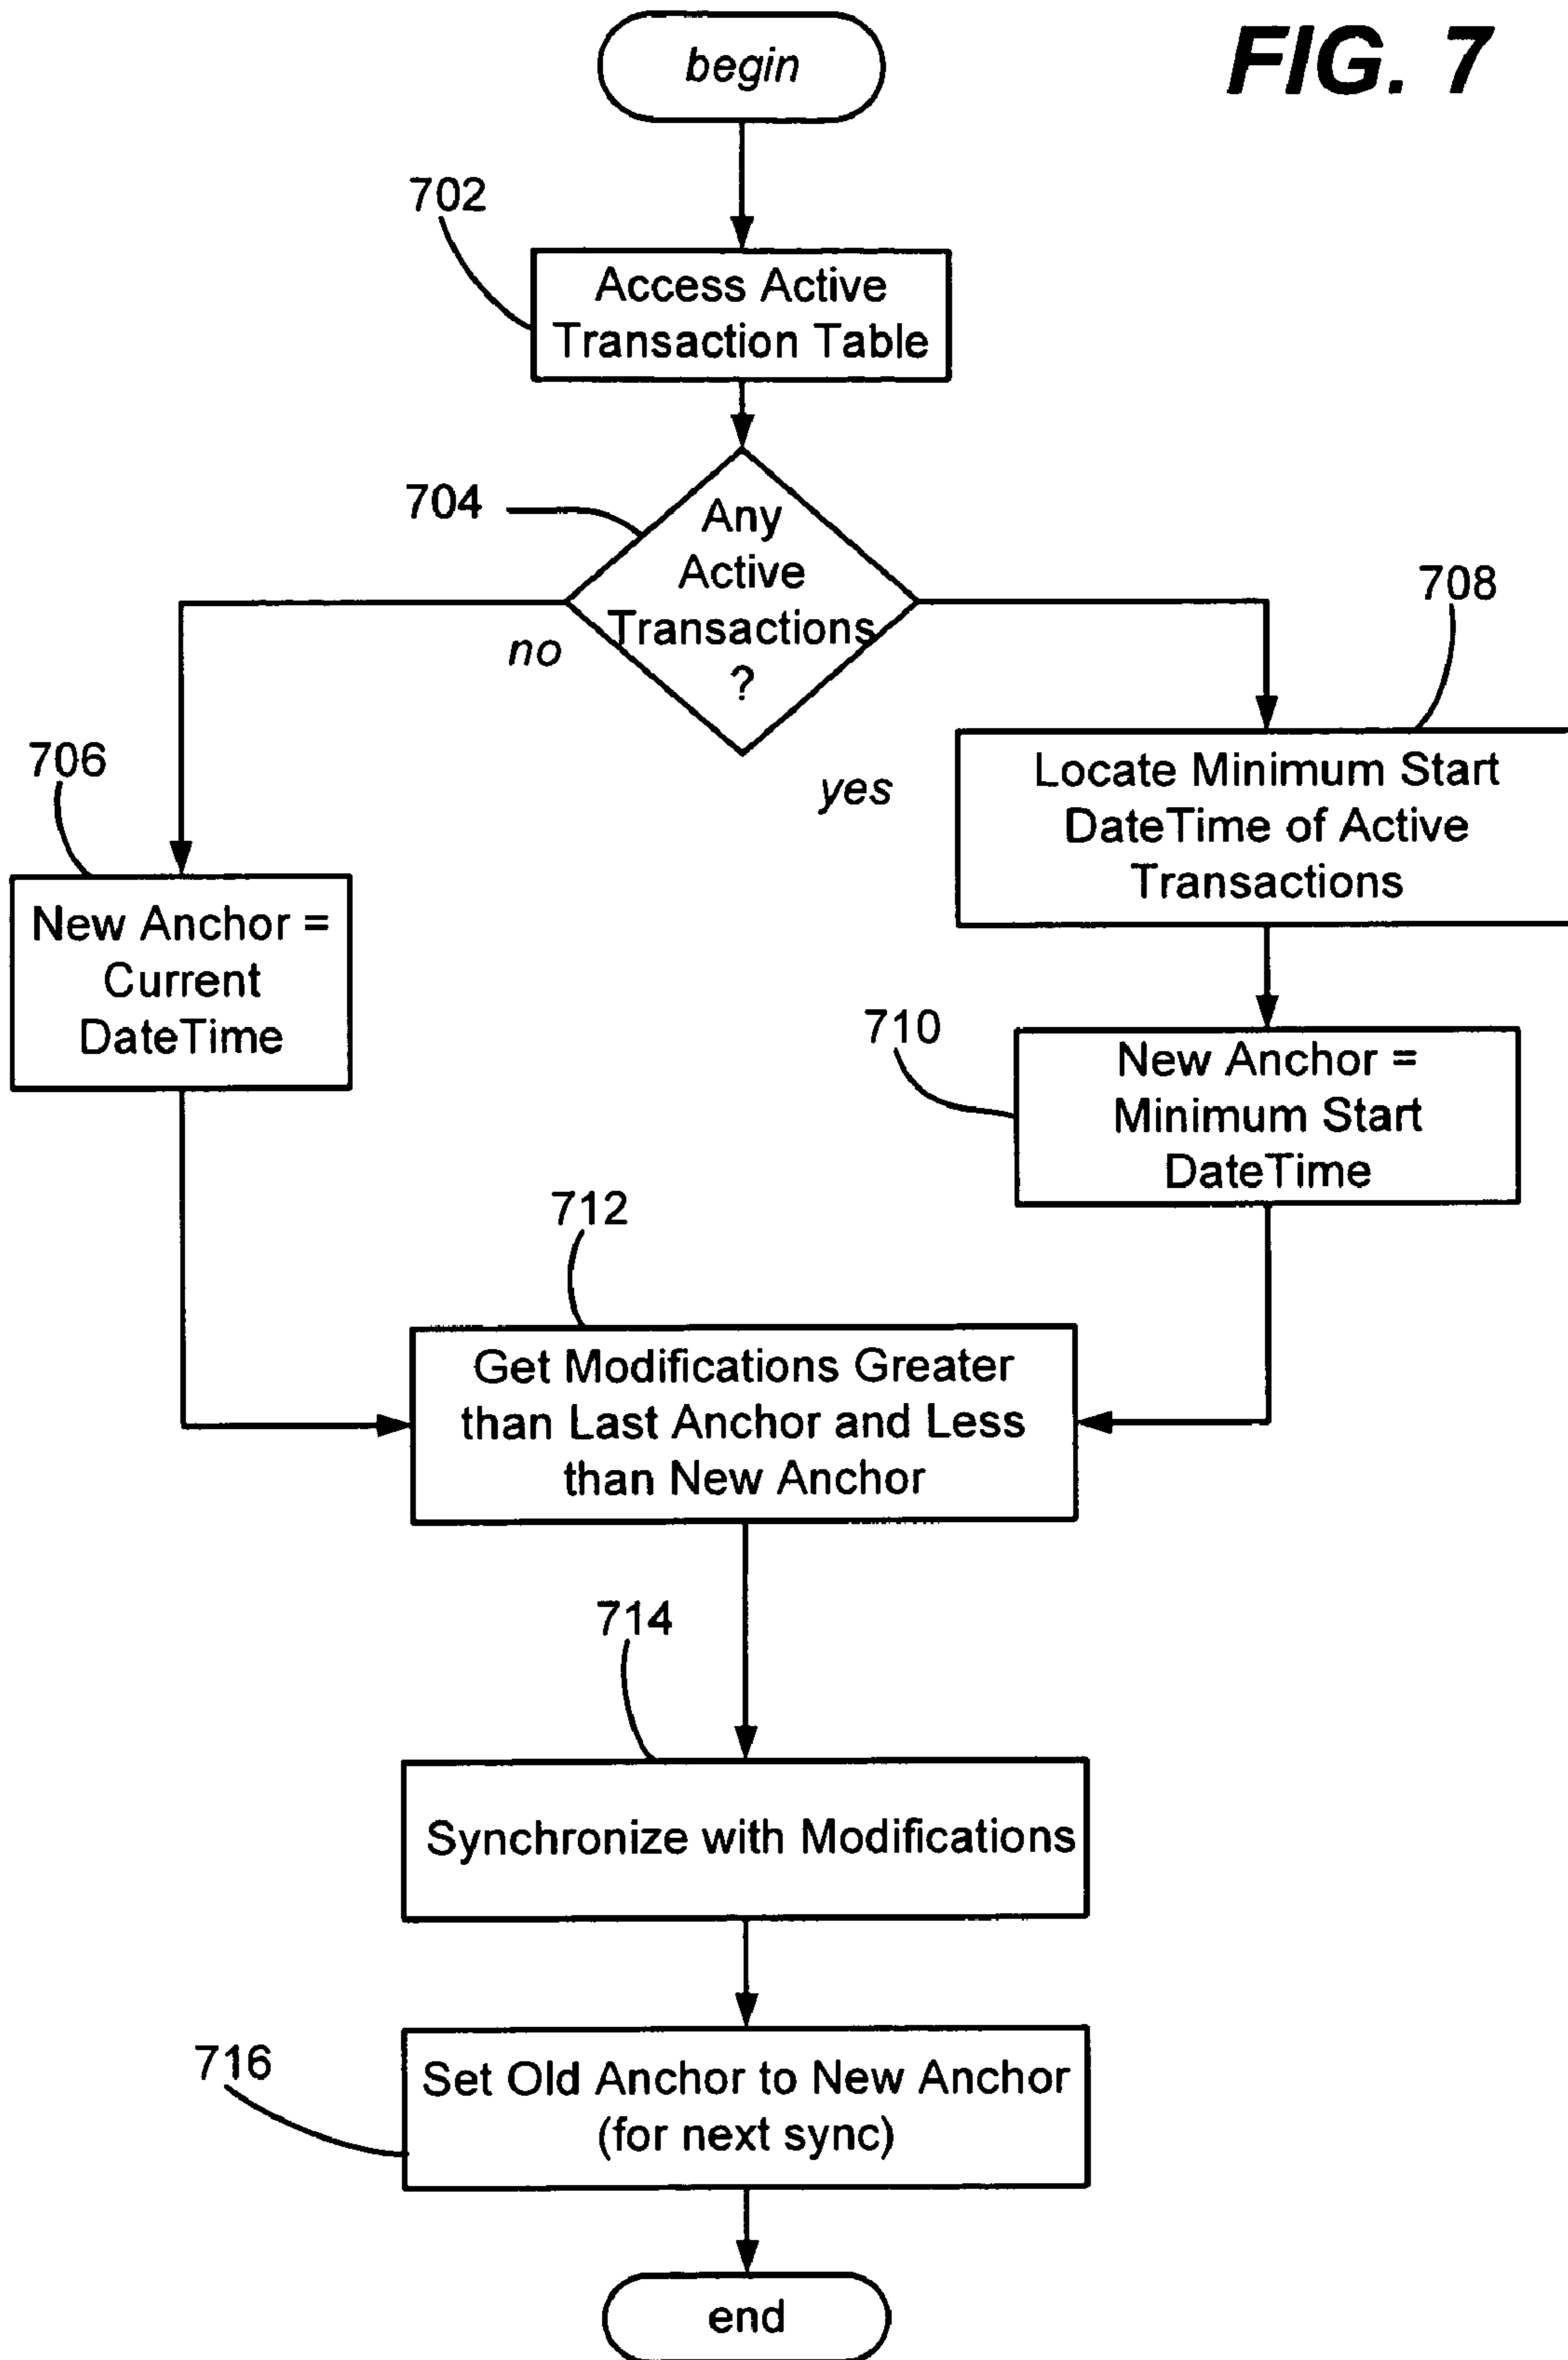 FIG. 7
begin
702
Access Active
Transaction Table
704
Any
Active
Transactions
?
no
yes
708
Locate Minimum Start
DateTime of Active
Transactions
706
New Anchor =
Current
DateTime
710
New Anchor =
Minimum Start
DateTime
712
Get Modifications Greater
than Last Anchor and Less
than New Anchor
714
Synchronize with Modifications
716
Set Old Anchor to New Anchor
(for next sync)
end